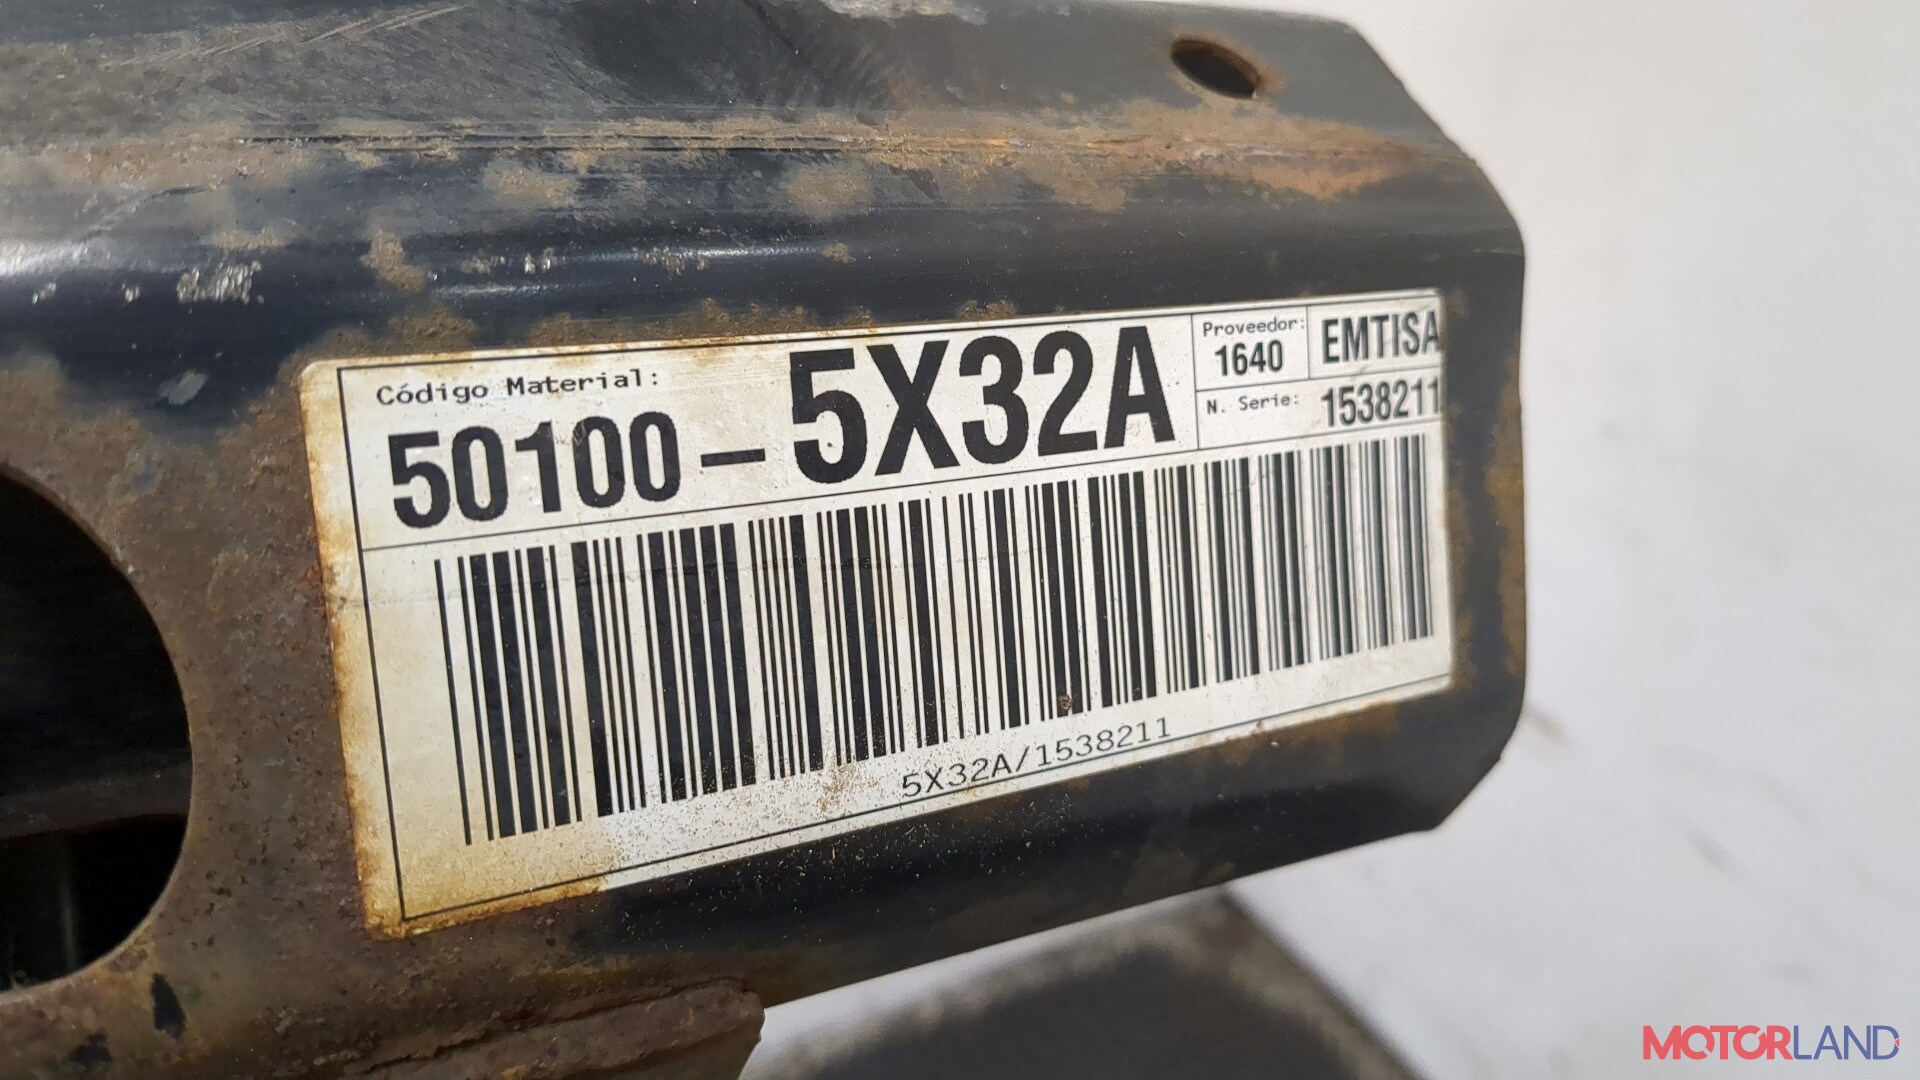 Código Material:
50100-5X32A
Proveedor:
1640
EMTISA
N. Serie:
1538211
5X32A/1538211
MOTORLAND